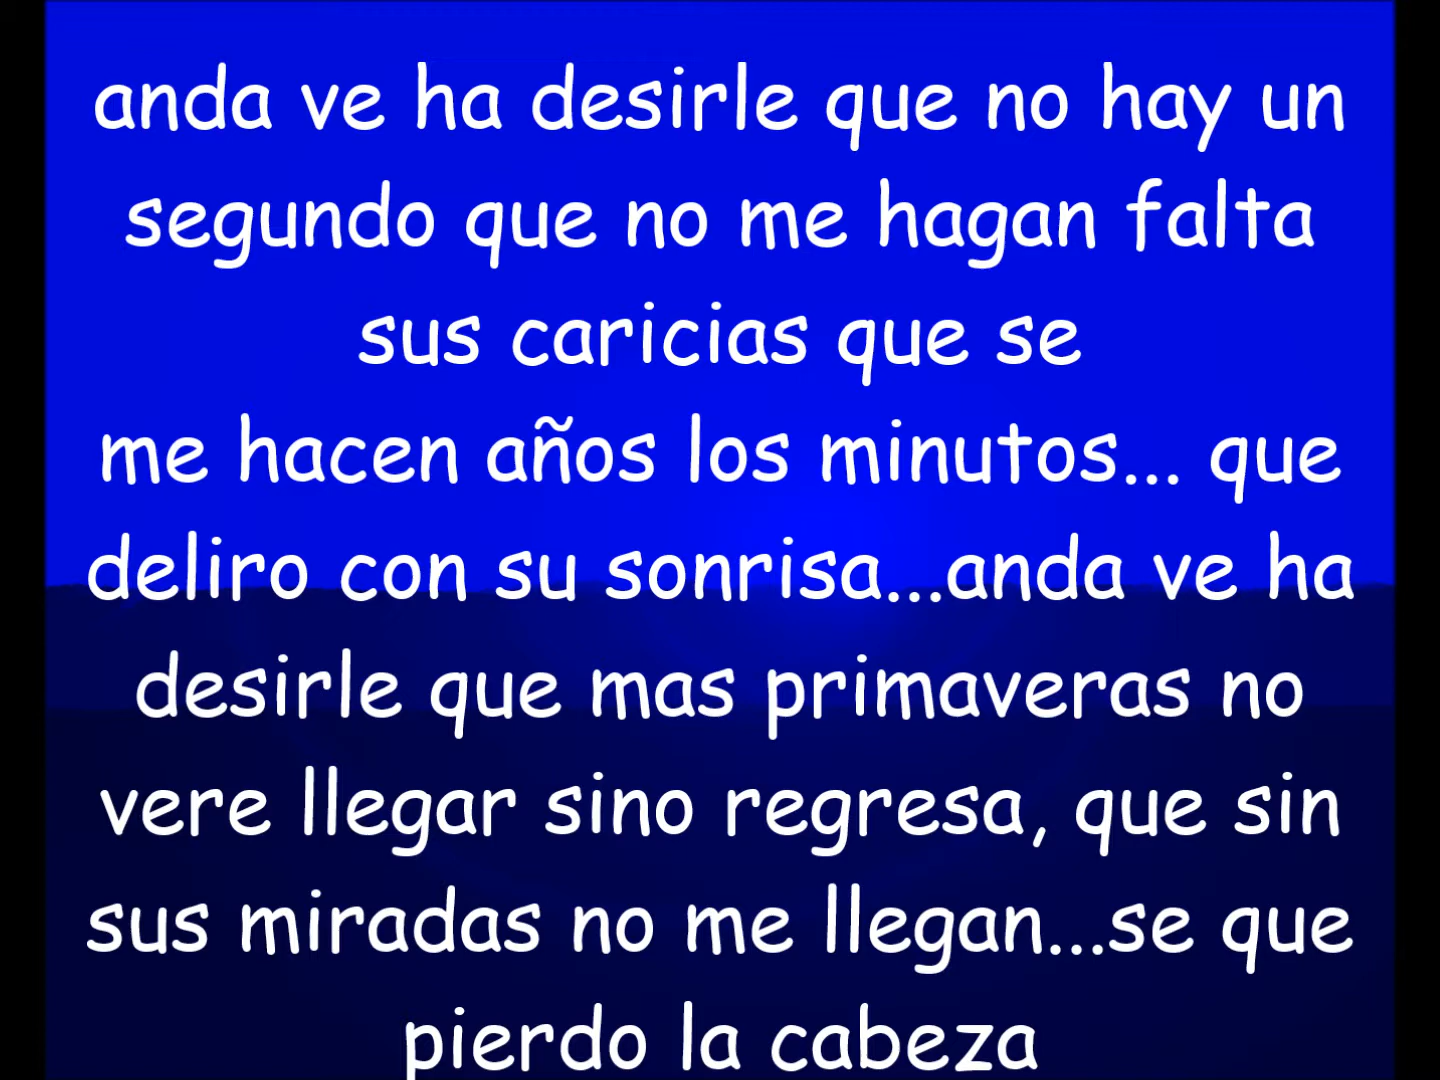 anda ve ha desirle que no hay un
segundo que no me hagan falta
sus caricias que se
me hacen años los minutos... que
deliro con su sonrisa...anda ve ha
desirle que mas primaveras no
vere llegar sino regresa, que sin
sus miradas no me llegan...se que
pierdo la cabeza